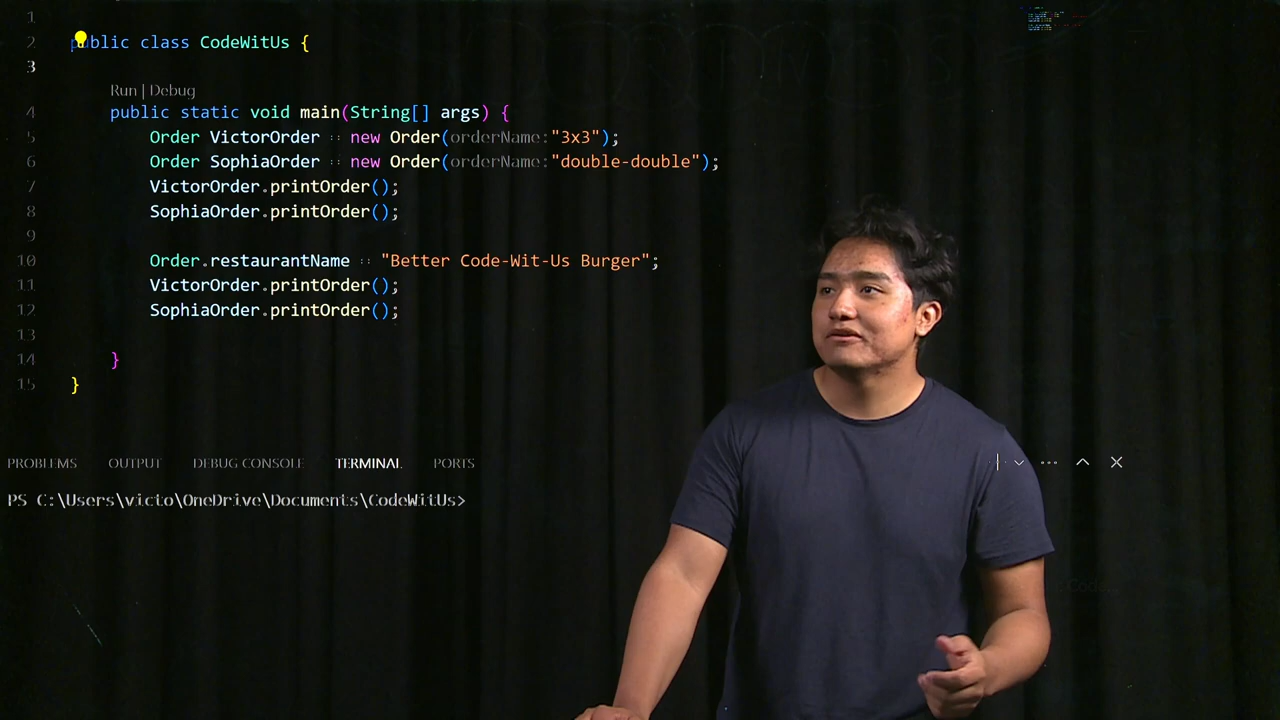 1
2 public class CodeWitUs {
3
Run | Debug
4 public static void main(String[] args) {
5 Order VictorOrder = new Order(orderName:"3x3");
6 Order SophiaOrder = new Order(orderName:"double-double");
7 VictorOrder.printOrder();
8 SophiaOrder.printOrder();
9
10 Order.restaurantName = "Better Code-Wit-Us Burger";
11 VictorOrder.printOrder();
12 SophiaOrder.printOrder();
13
14 }
15 }
PROBLEMS OUTPUT DEBUG CONSOLE TERMINAL PORTS
PS C:\Users\victo\OneDrive\Documents\CodeWitUs>